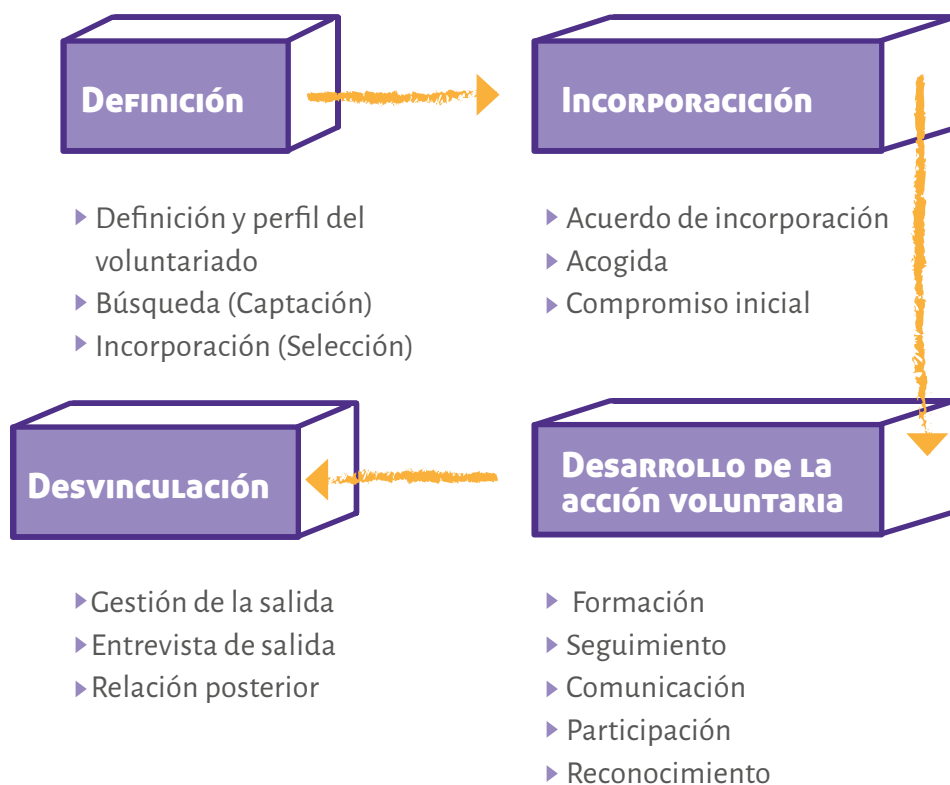 Definición
Definición y perfil del
voluntariado
Búsqueda (Captación)
Incorporación (Selección)
Incorporacición
Acuerdo de incorporación
Acogida
Compromiso inicial
Desarrollo de la
acción voluntaria
Formación
Seguimiento
Comunicación
Participación
Reconocimiento
Desvinculación
Gestión de la salida
Entrevista de salida
Relación posterior